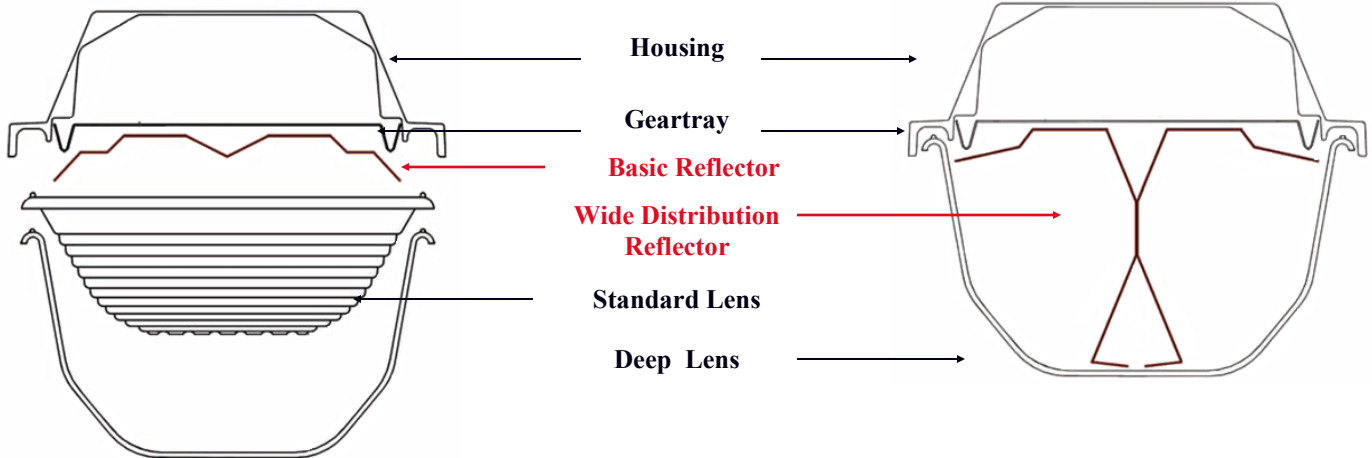 Housing
Geartray
Basic Reflector
Wide Distribution
Reflector
Standard Lens
Deep Lens